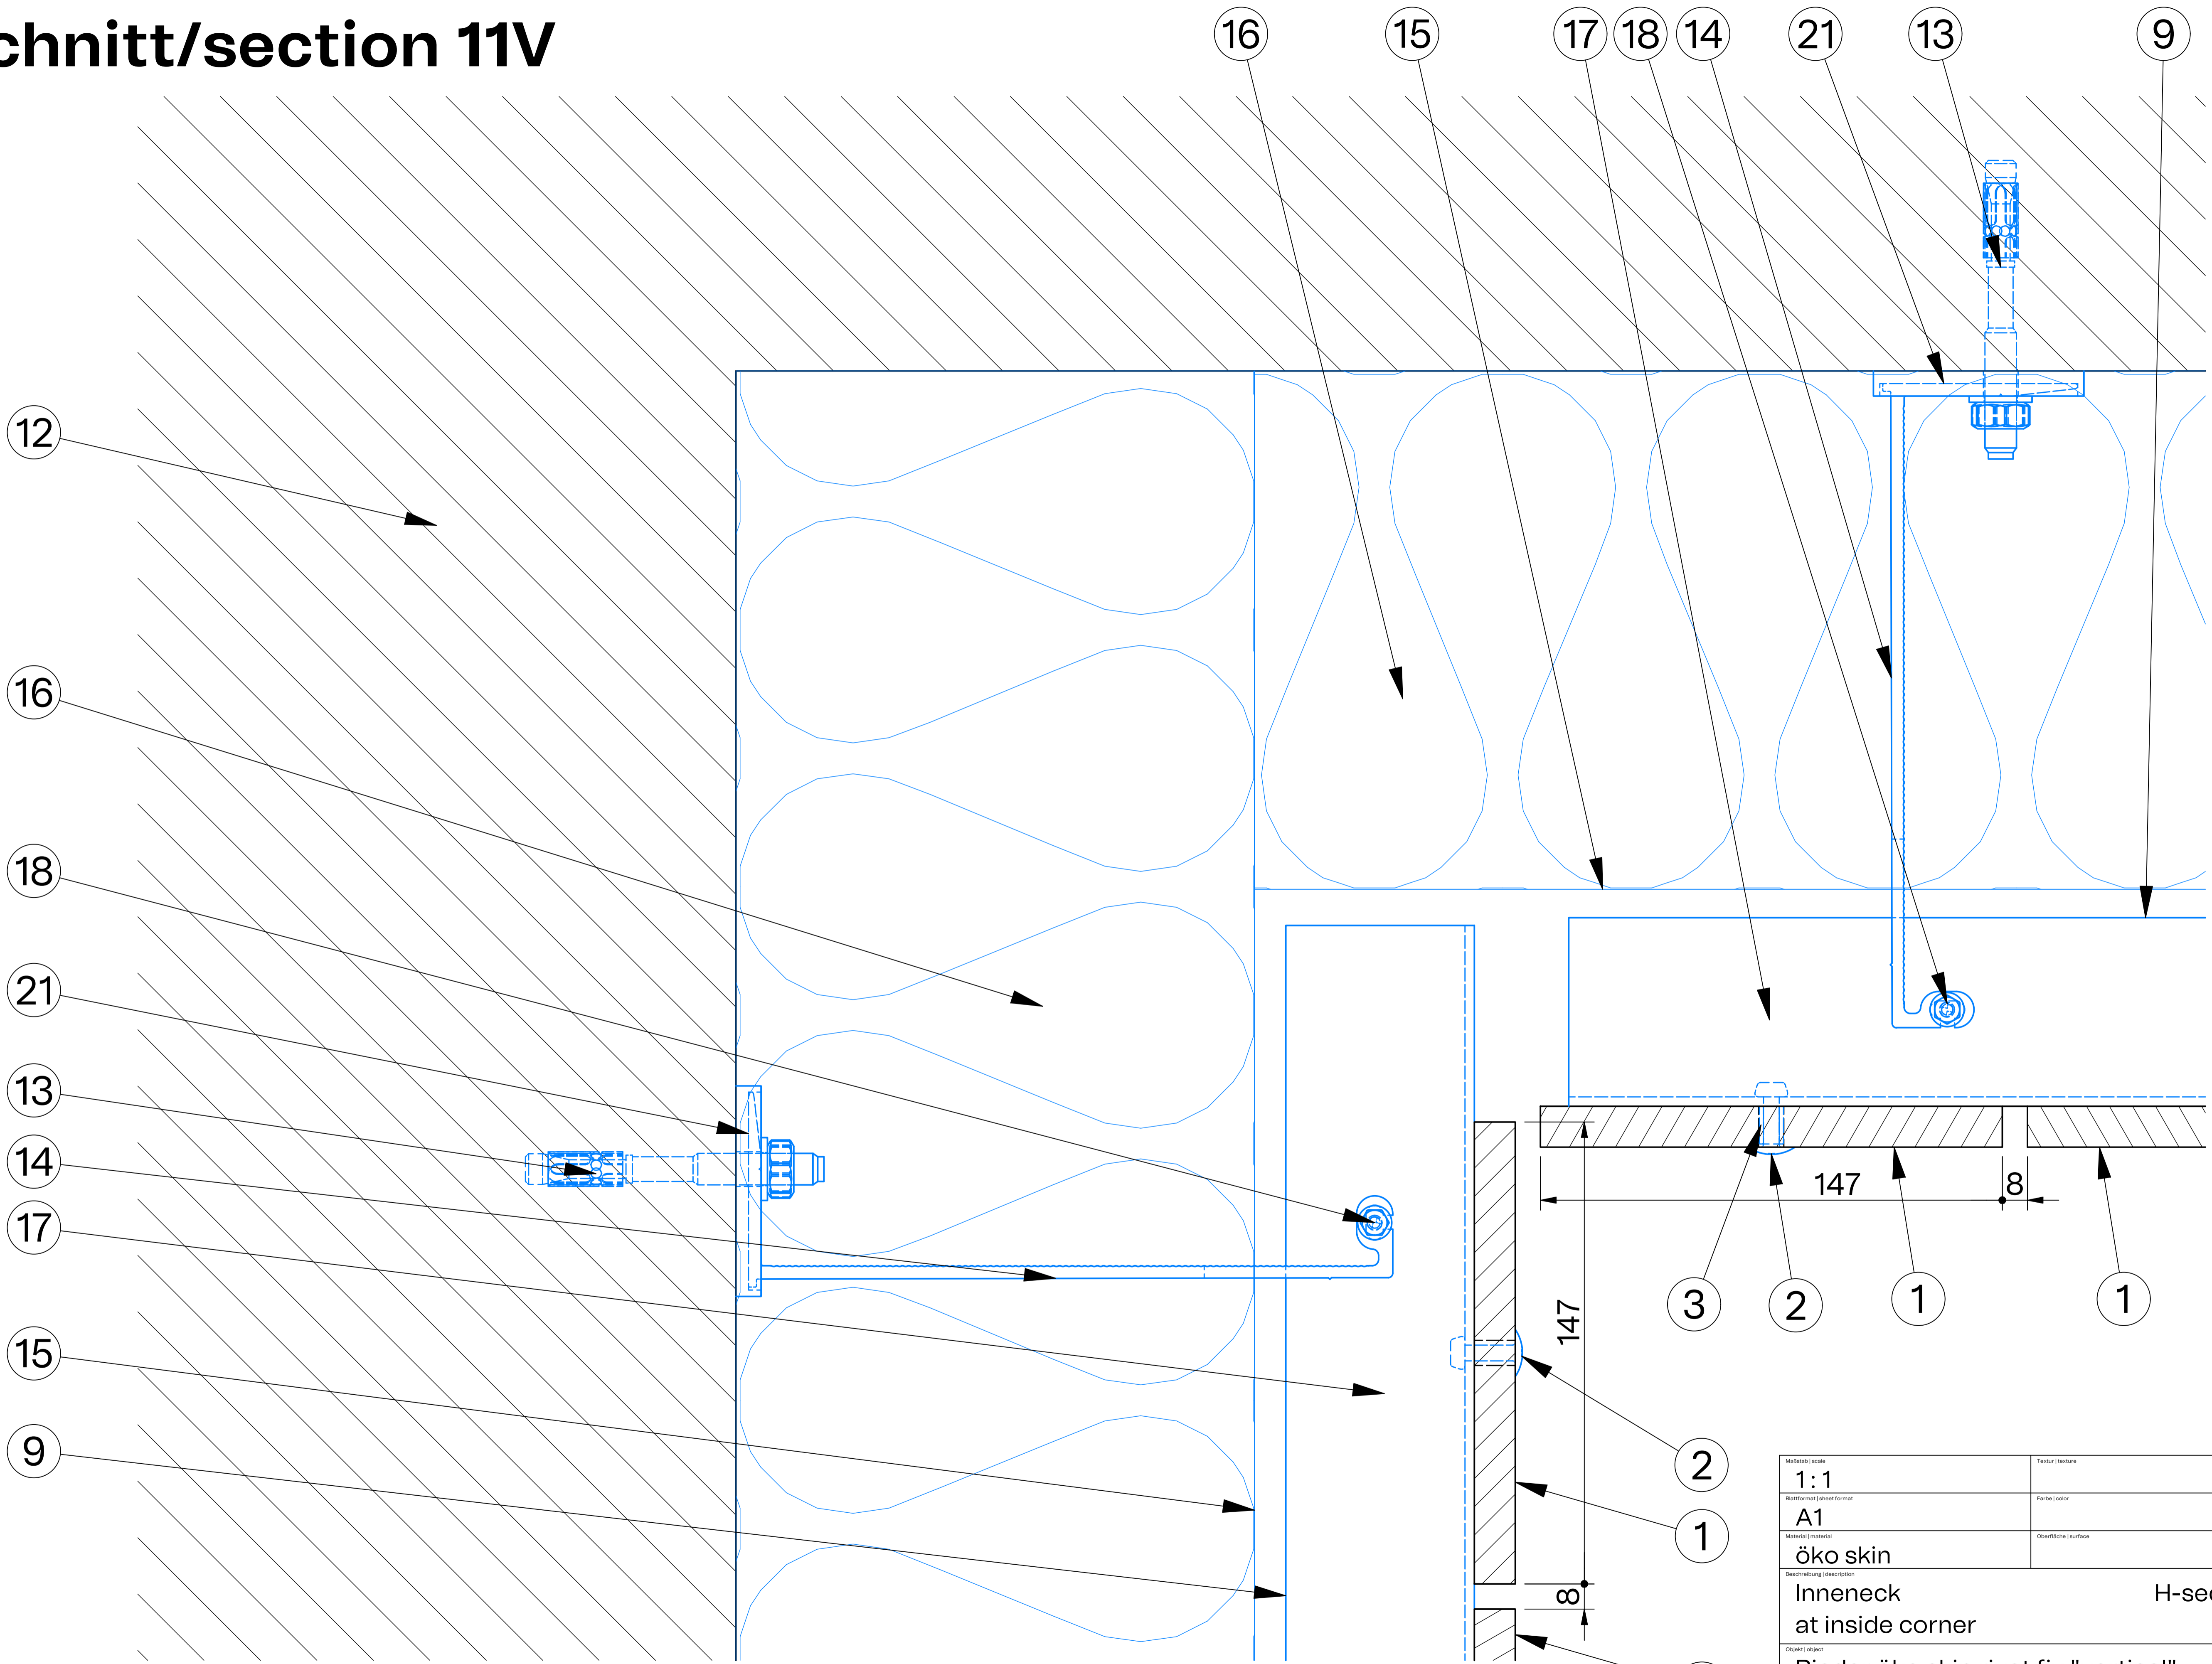 chnitt/section 11V
16 15 17 18 14 21 13 9
12
16
18
21
13
14
17
15
9
147 8
3 2 1 1
147
2
1
8
Maßstab | scale Textur | texture
1 : 1
Blattformat | sheet format Farbe | color
A1
Material | material Oberfläche | surface
öko skin
Beschreibung | description
Inneneck
at inside corner
Objekt | object